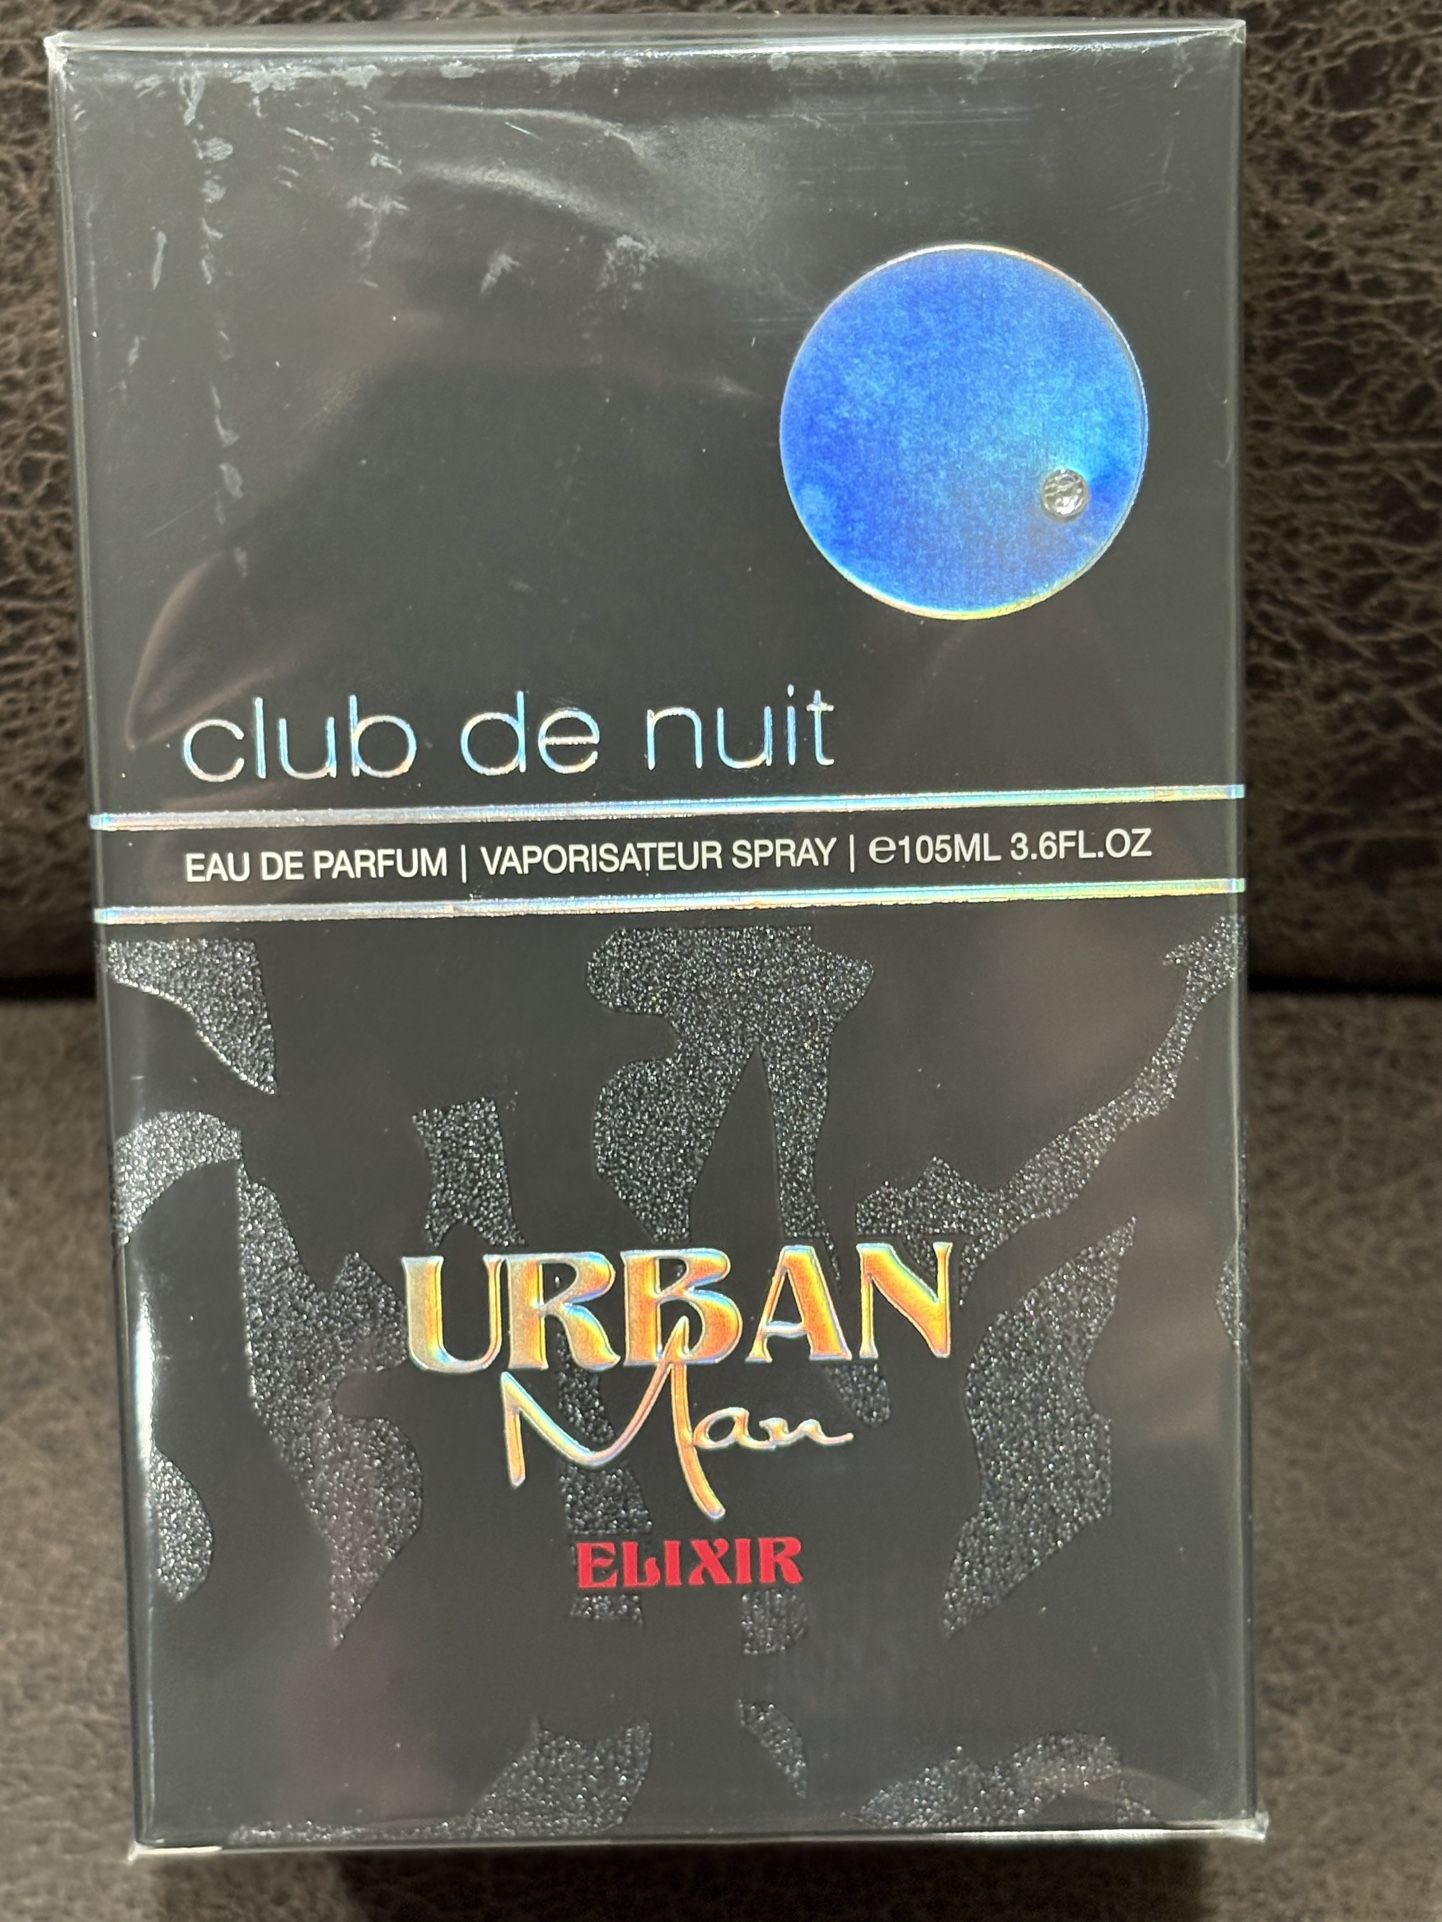 club de nuit
EAU DE PARFUM | VAPORISATEUR SPRAY | ℮105ML 3.6FL.OZ
URBAN
Man
ELIXIR